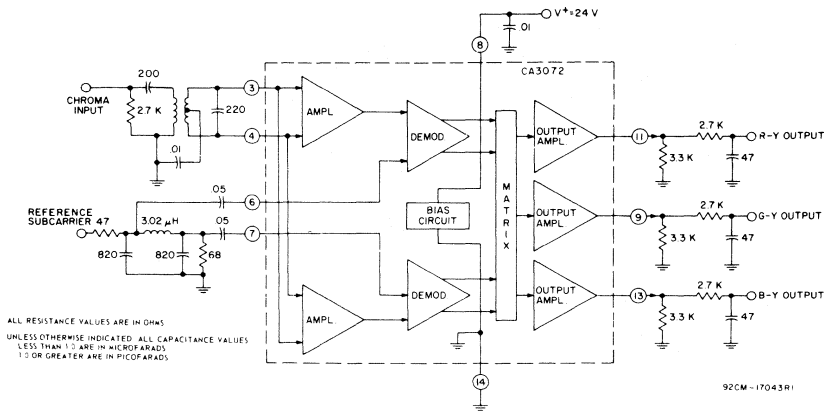 V+ = 24 V
.01
8
CA3072
200
3
CHROMA
INPUT
2.7 K
220
AMPL
4
.01
DEMOD
OUTPUT
AMPL.
11
2.7 K
R-Y OUTPUT
3.3 K
47
.05
6
REFERENCE
SUBCARRIER
47
3.02 μH
.05
7
820
820
68
BIAS
CIRCUIT
MATRIX
OUTPUT
AMPL
9
2.7 K
G-Y OUTPUT
3.3 K
47
AMPL.
DEMOD
OUTPUT
AMPL.
13
2.7 K
B-Y OUTPUT
3.3 K
47
14
ALL RESISTANCE VALUES ARE IN OHMS
UNLESS OTHERWISE INDICATED ALL CAPACITANCE VALUES
LESS THAN 1.0 ARE IN MICROFARADS
1.0 OR GREATER ARE IN PICOFARADS
92CM-17043R1